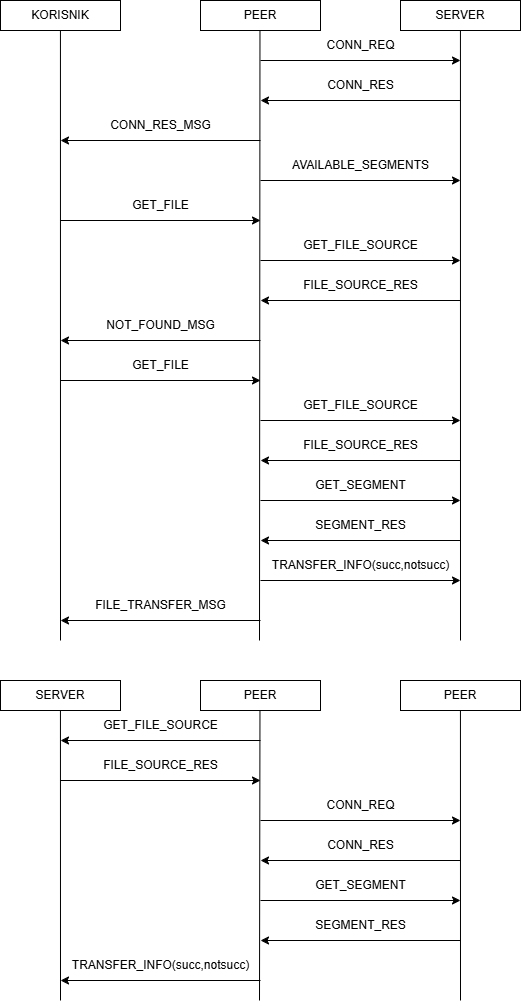 KORISNIK PEER SERVER
CONN_REQ
CONN_RES
CONN_RES_MSG
AVAILABLE_SEGMENTS
GET_FILE
GET_FILE_SOURCE
FILE_SOURCE_RES
NOT_FOUND_MSG
GET_FILE
GET_FILE_SOURCE
FILE_SOURCE_RES
GET_SEGMENT
SEGMENT_RES
TRANSFER_INFO(succ,notsucc)
FILE_TRANSFER_MSG
SERVER PEER PEER
GET_FILE_SOURCE
FILE_SOURCE_RES
CONN_REQ
CONN_RES
GET_SEGMENT
SEGMENT_RES
TRANSFER_INFO(succ,notsucc)